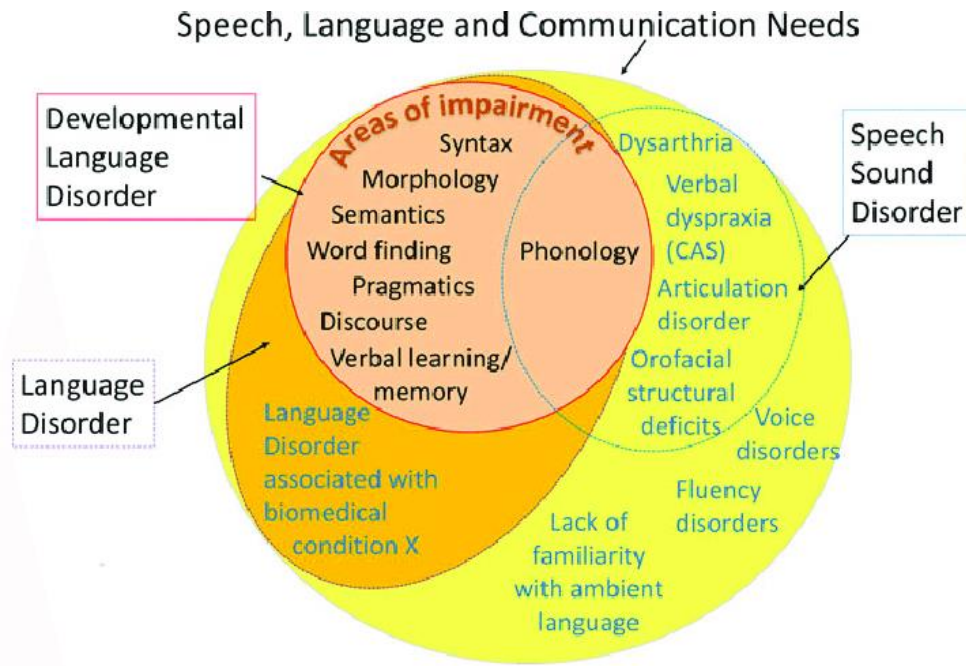 Speech, Language and Communication Needs
Developmental
Language
Disorder
Areas of impairment
Syntax
Morphology
Semantics
Word finding
Pragmatics
Discourse
Verbal learning/
memory
Phonology
Dysarthria
Verbal
dyspraxia
(CAS)
Articulation
disorder
Orofacial
structural
deficits
Speech
Sound
Disorder
Language
Disorder
Language
Disorder
associated with
biomedical
condition X
Voice
disorders
Fluency
disorders
Lack of
familiarity
with ambient
language